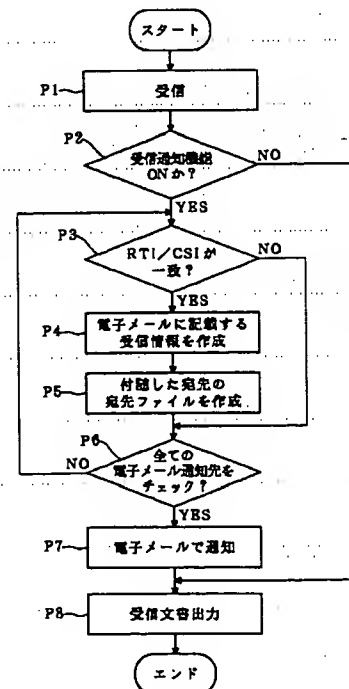 スタート
P1
受信
P2
受信通知機能
ONか?
NO
YES
P3
RTI/CSIが
一致?
NO
YES
P4
電子メールに記載する
受信情報を作成
P5
付随した宛先の
宛先ファイルを作成
P6
全ての
電子メール通知先を
チェック?
NO
YES
P7
電子メールで通知
P8
受信文書出力
エンド